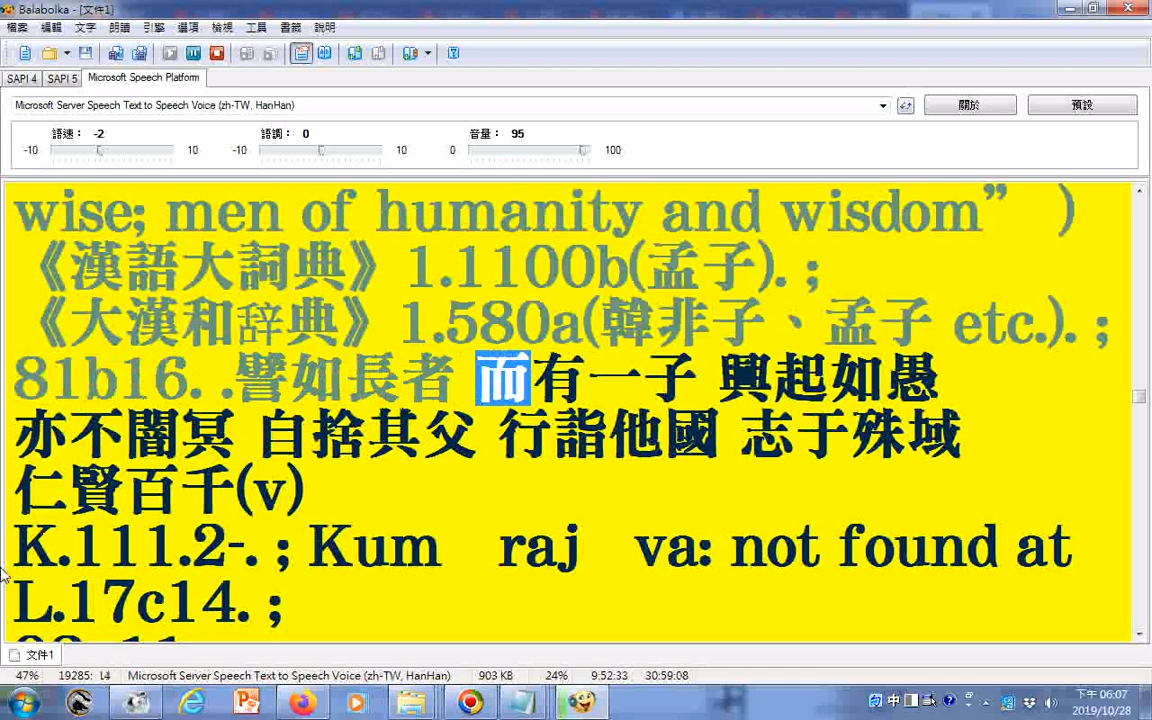 Balabolka - [文件1]
檔案 編輯 文字 朗讀 引擎 選項 檢視 工具 書籤 說明
SAPI 4 SAPI 5 Microsoft Speech Platform
Microsoft Server Speech Text to Speech Voice (zh-TW, HanHan) 關於 預設
語速： -2 語調： 0 音量： 95
-10 10 -10 10 0 100
wise; men of humanity and wisdom” )
《漢語大詞典》 1.1100b(孟子). ;
《大漢和辞典》 1.580a(韓非子、孟子 etc.). ;
81b16. .譬如長者 而有一子 興起如愚
亦不闇冥 自捨其父 行詣他國 志于殊域
仁賢百千(v)
K.111.2-. ; Kum raj va: not found at
L.17c14. ;
文件1
47% 19285: 14 Microsoft Server Speech Text to Speech Voice (zh-TW, HanHan) 903 KB 24% 9:52:33 30:59:08
中 下午 06:07
2019/10/28